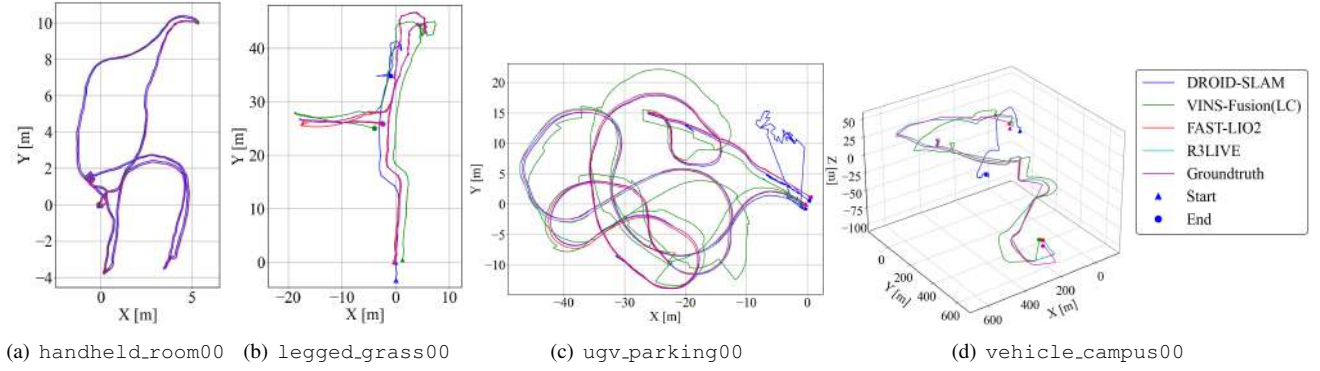 10
8
6
4
2
0
−2
−4
Y [m]
0
5
X [m]
(a) handheld_room00
40
30
20
10
0
Y [m]
−20
−10
0
10
X [m]
(b) legged_grass00
20
15
10
5
0
−5
−10
Y [m]
−40
−30
−20
−10
0
X [m]
(c) ugv_parking00
50
25
0
−25
−50
−75
−100
Z [m]
0
200
400
600
Y [m]
600
400
200
0
X [m]
(d) vehicle_campus00
DROID-SLAM
VINS-Fusion(LC)
FAST-LIO2
R3LIVE
Groundtruth
Start
End